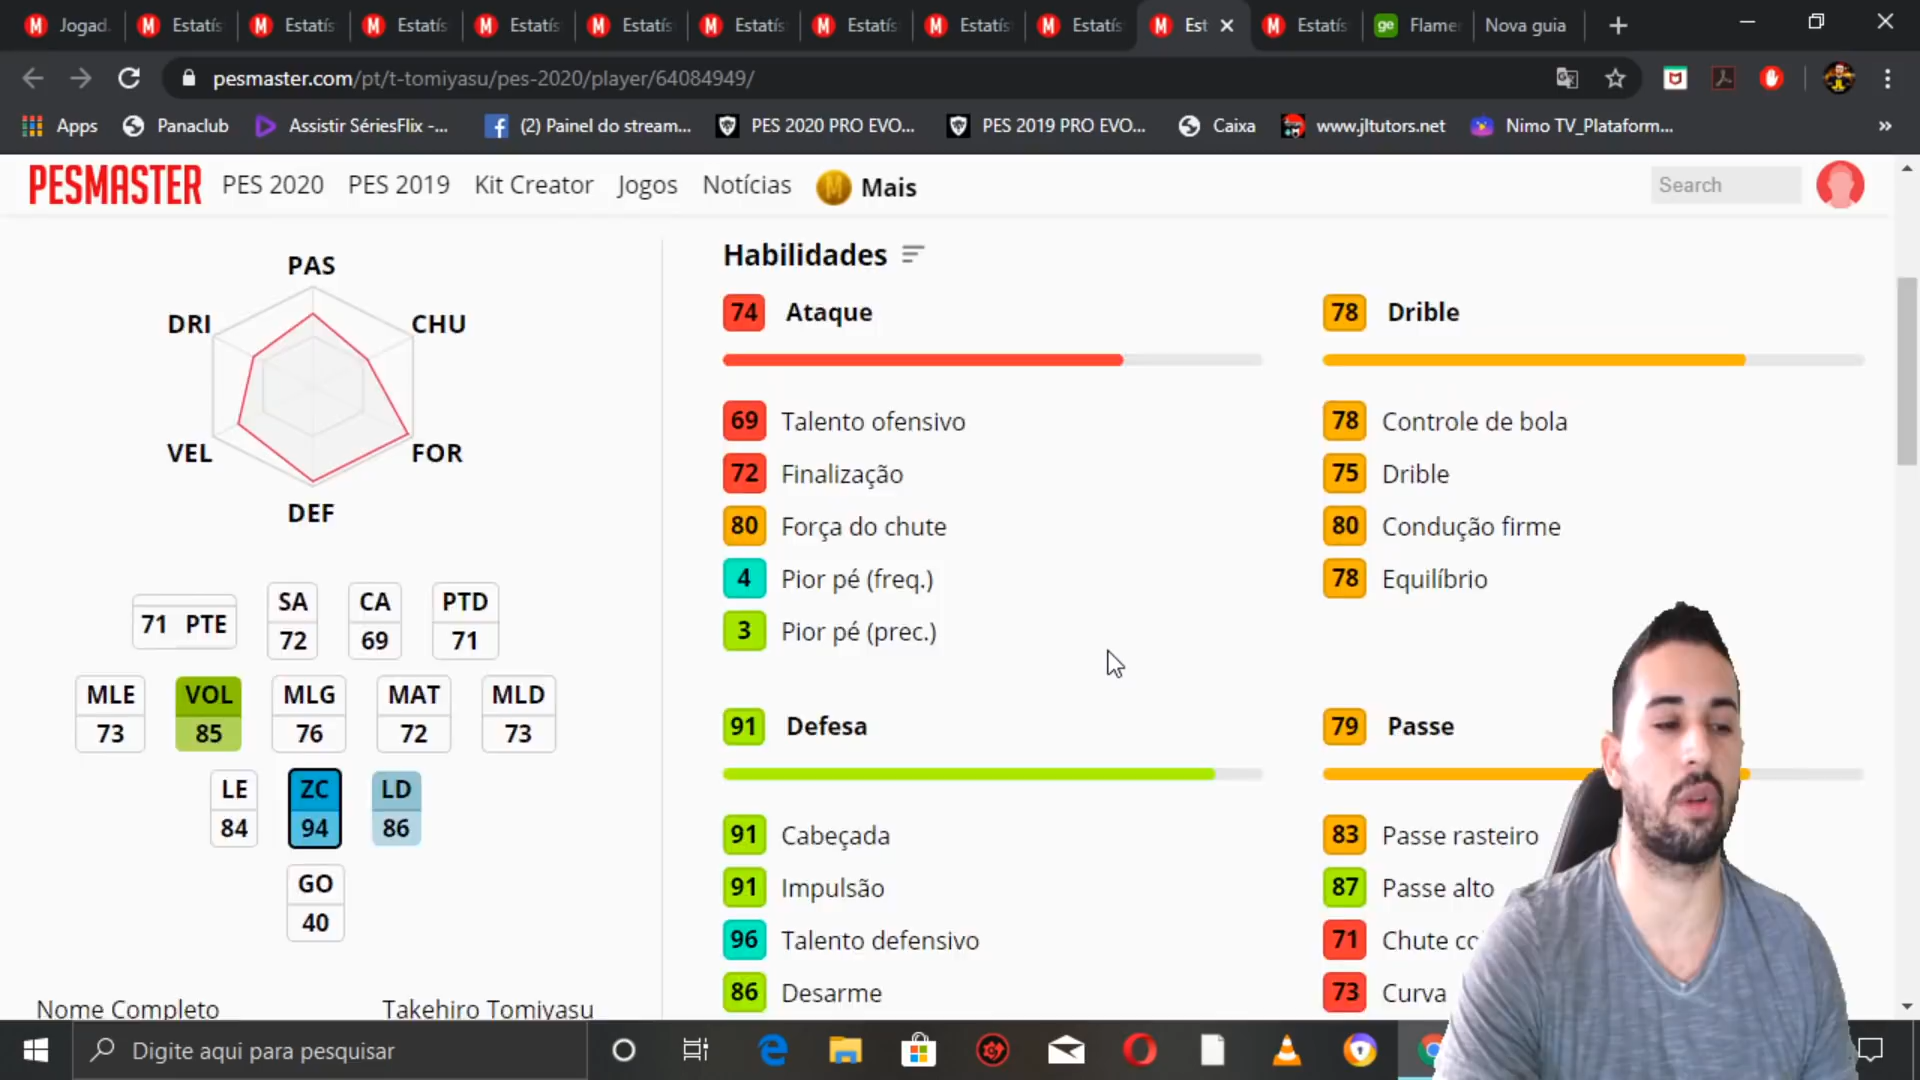 Jogad
Estatís
Estatís
Estatís
Estatís
Estatís
Estatís
Estatís
Estatís
Estatís
Est
Estatís
ge Flame
Nova guia
pesmaster.com/pt/t-tomiyasu/pes-2020/player/64084949/
Apps
Panaclub
Assistir SériesFlix -...
(2) Painel do stream...
PES 2020 PRO EVO...
PES 2019 PRO EVO...
Caixa
www.jltutors.net
Nimo TV_Plataform...
»
PESMASTER
PES 2020
PES 2019
Kit Creator
Jogos
Notícias
M Mais
Search
PAS
DRI
CHU
VEL
FOR
DEF
71 PTE
SA
72
CA
69
PTD
71
MLE
73
VOL
85
MLG
76
MAT
72
MLD
73
LE
84
ZC
94
LD
86
GO
40
Nome Completo
Takehiro Tomiyasu
Habilidades
74 Ataque
69 Talento ofensivo
72 Finalização
80 Força do chute
4 Pior pé (freq.)
3 Pior pé (prec.)
78 Drible
78 Controle de bola
75 Drible
80 Condução firme
78 Equilíbrio
91 Defesa
91 Cabeçada
91 Impulsão
96 Talento defensivo
86 Desarme
79 Passe
83 Passe rasteiro
87 Passe alto
71 Chute
73 Curva
Digite aqui para pesquisar